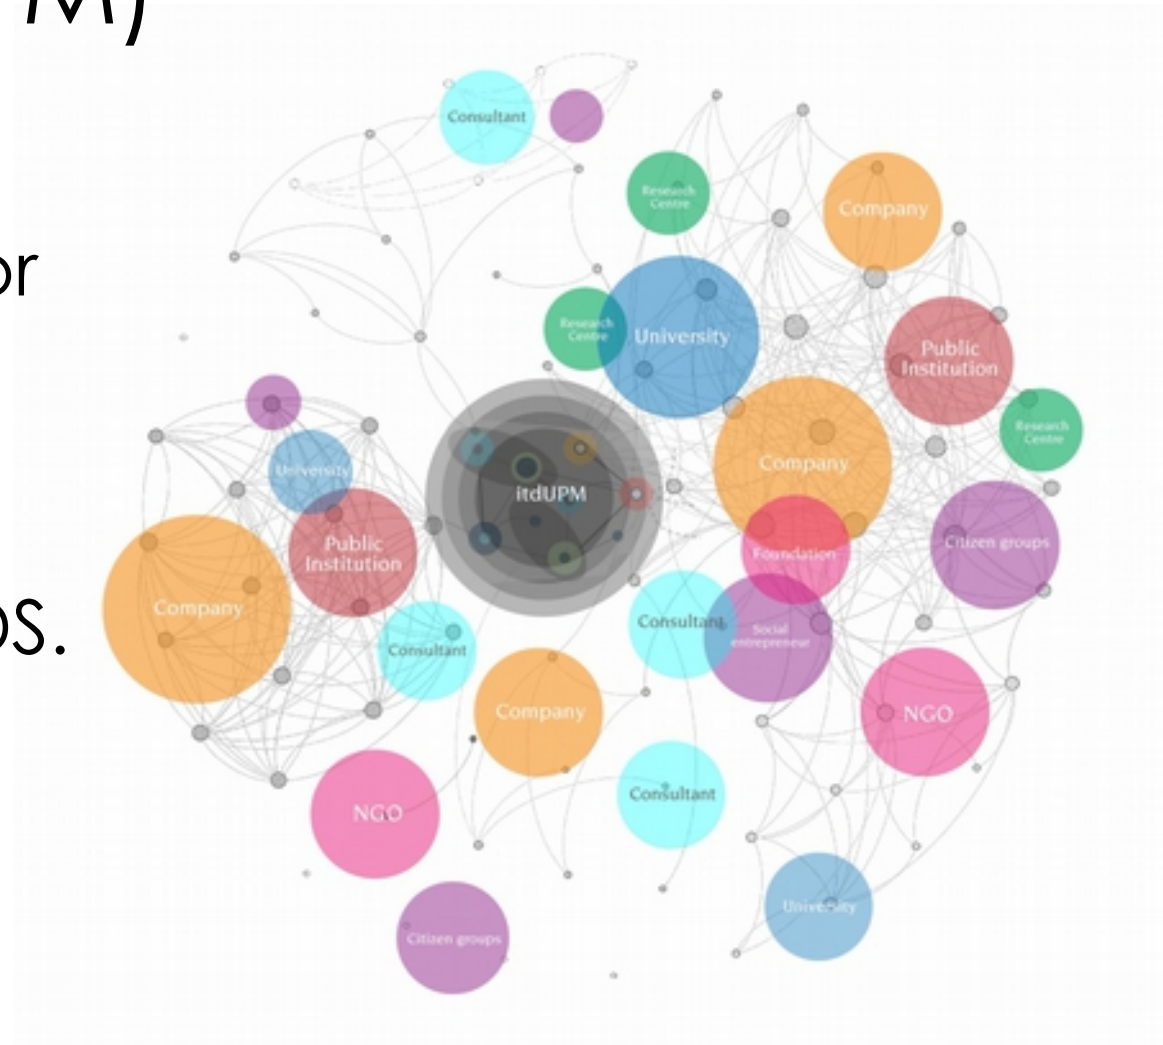 M)
or
os.
Consultant
Research
Centre
Company
Research
Centre
University
Public
Institution
Research
Centre
University
itdUPM
Company
Public
Institution
Foundation
Citizen groups
Company
Consultant
Consultant
Social
entrepreneur
Company
NGO
NGO
Consultant
University
Citizen groups